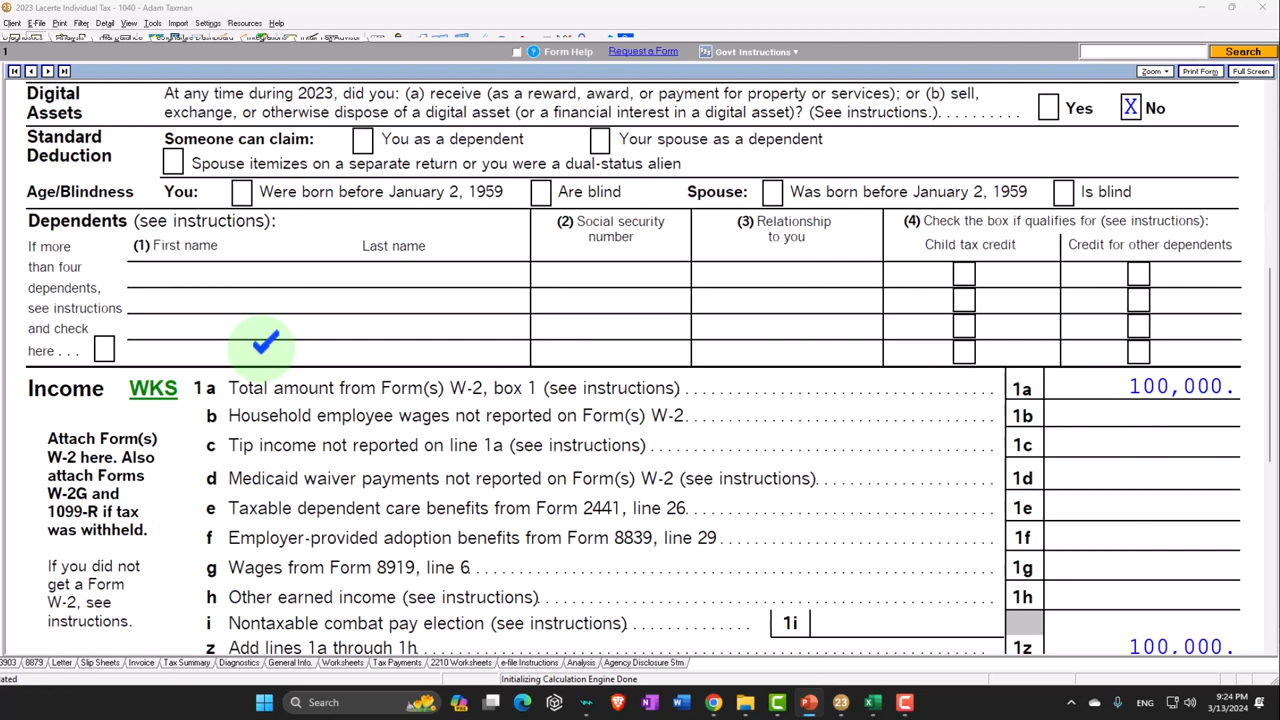 2023 Lacerte Individual Tax - 1040 - Adam Taxman
Client E-File Print Filter Detail View Tools Import Settings Resources Help
1 Form Help Request a Form Govt Instructions Search
Zoom Print Form Full Screen
Digital Assets
At any time during 2023, did you: (a) receive (as a reward, award, or payment for property or services); or (b) sell,
exchange, or otherwise dispose of a digital asset (or a financial interest in a digital asset)? (See instructions.)
Yes X No
Standard Deduction
Someone can claim: You as a dependent Your spouse as a dependent
Spouse itemizes on a separate return or you were a dual-status alien
Age/Blindness You: Were born before January 2, 1959 Are blind Spouse: Was born before January 2, 1959 Is blind
Dependents (see instructions):
(1) First name Last name
(2) Social security number
(3) Relationship to you
(4) Check the box if qualifies for (see instructions):
Child tax credit Credit for other dependents
If more
than four
dependents,
see instructions
and check
here . . .
Income WKS
1a Total amount from Form(s) W-2, box 1 (see instructions) 1a 100,000.
b Household employee wages not reported on Form(s) W-2 1b
c Tip income not reported on line 1a (see instructions) 1c
d Medicaid waiver payments not reported on Form(s) W-2 (see instructions) 1d
e Taxable dependent care benefits from Form 2441, line 26 1e
f Employer-provided adoption benefits from Form 8839, line 29 1f
g Wages from Form 8919, line 6 1g
h Other earned income (see instructions) 1h
i Nontaxable combat pay election (see instructions) 1i
z Add lines 1a through 1h 1z 100,000.
Attach Form(s)
W-2 here. Also
attach Forms
W-2G and
1099-R if tax
was withheld.
If you did not
get a Form
W-2, see
instructions.
3903 8879 Letter Slip Sheets Invoice Tax Summary Diagnostics General Info. Worksheets Tax Payments 2210 Worksheets e-file Instructions Analysis Agency Disclosure Stm
Initializing Calculation Engine Done
Search
ENG
9:24 PM
3/13/2024